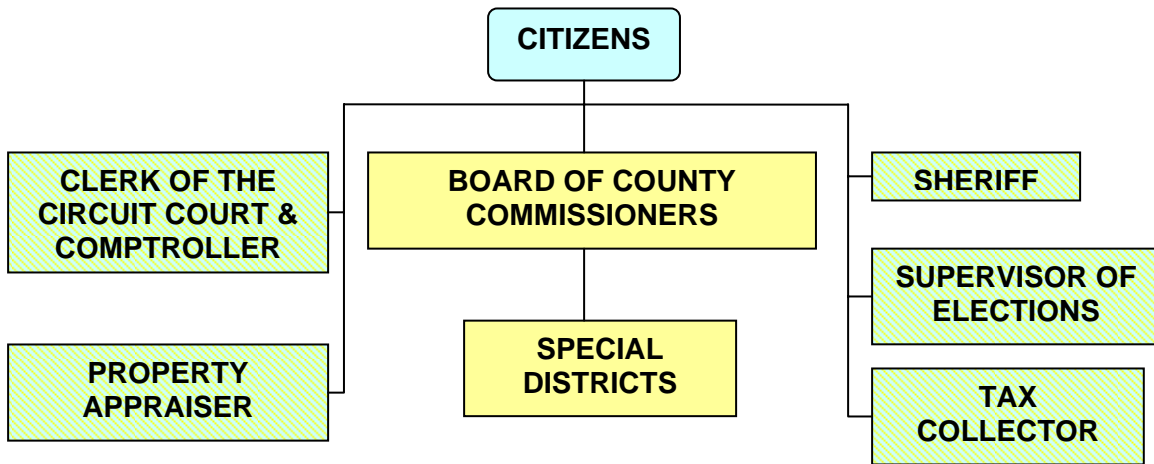 CITIZENS
CLERK OF THE
CIRCUIT COURT &
COMPTROLLER
BOARD OF COUNTY
COMMISSIONERS
SHERIFF
SUPERVISOR OF
ELECTIONS
PROPERTY
APPRAISER
SPECIAL
DISTRICTS
TAX
COLLECTOR